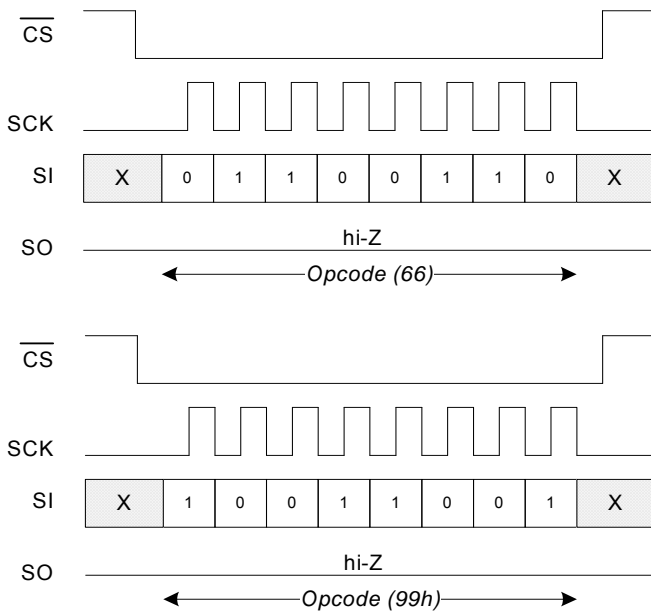 CS
SCK
SI X 0 1 1 0 0 1 1 0 X
SO hi-Z
Opcode (66)
CS
SCK
SI X 1 0 0 1 1 0 0 1 X
SO hi-Z
Opcode (99h)